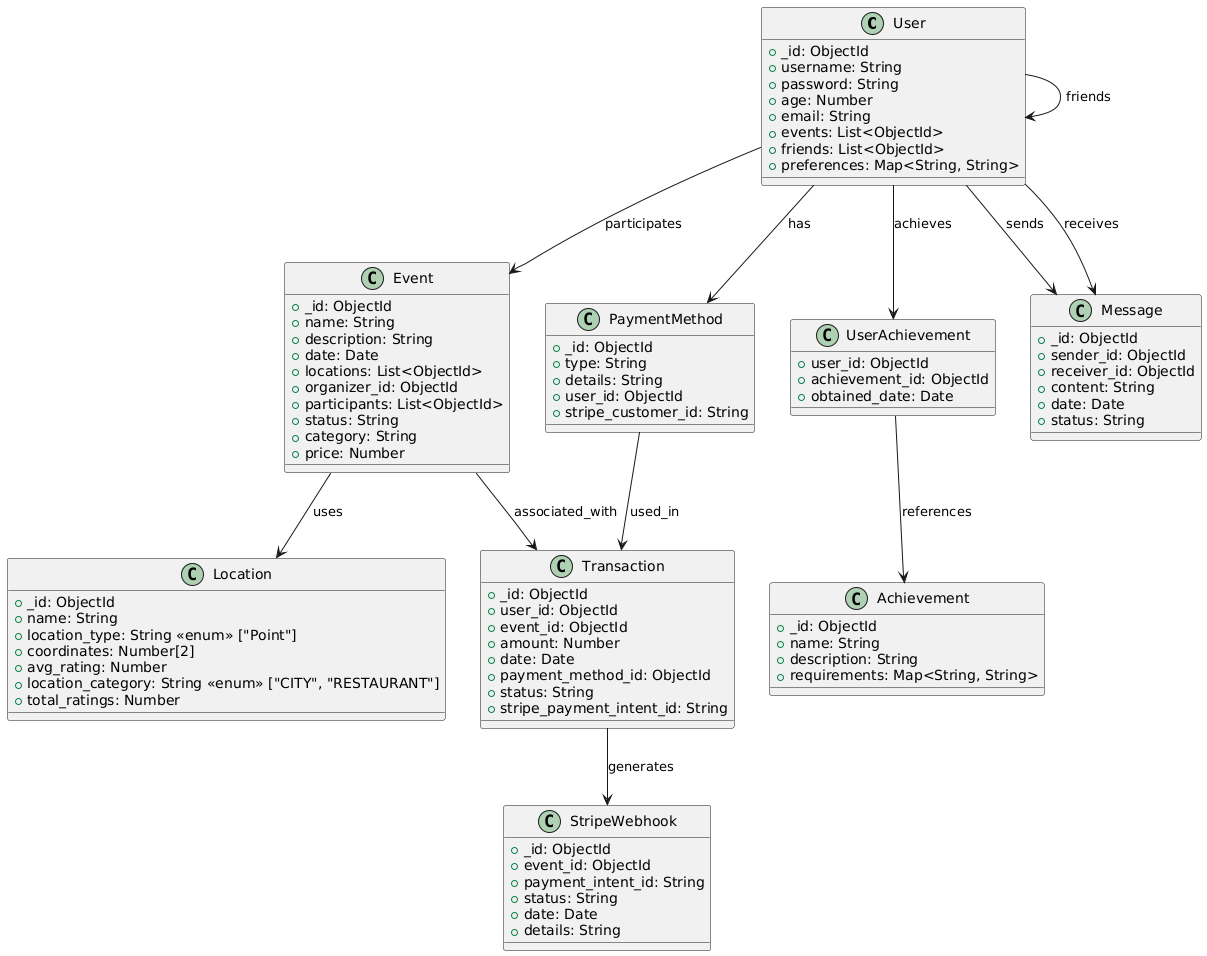 C User
_id: ObjectId
username: String
password: String
age: Number
email: String
events: List<ObjectId>
friends: List<ObjectId>
preferences: Map<String, String>
friends
participates
has
achieves
sends
receives
C Event
_id: ObjectId
name: String
description: String
date: Date
locations: List<ObjectId>
organizer_id: ObjectId
participants: List<ObjectId>
status: String
category: String
price: Number
C PaymentMethod
_id: ObjectId
type: String
details: String
user_id: ObjectId
stripe_customer_id: String
C UserAchievement
user_id: ObjectId
achievement_id: ObjectId
obtained_date: Date
C Message
_id: ObjectId
sender_id: ObjectId
receiver_id: ObjectId
content: String
date: Date
status: String
uses
associated_with
used_in
references
C Location
_id: ObjectId
name: String
location_type: String «enum» ["Point"]
coordinates: Number[2]
avg_rating: Number
location_category: String «enum» ["CITY", "RESTAURANT"]
total_ratings: Number
C Transaction
_id: ObjectId
user_id: ObjectId
event_id: ObjectId
amount: Number
date: Date
payment_method_id: ObjectId
status: String
stripe_payment_intent_id: String
C Achievement
_id: ObjectId
name: String
description: String
requirements: Map<String, String>
generates
C StripeWebhook
_id: ObjectId
event_id: ObjectId
payment_intent_id: String
status: String
date: Date
details: String